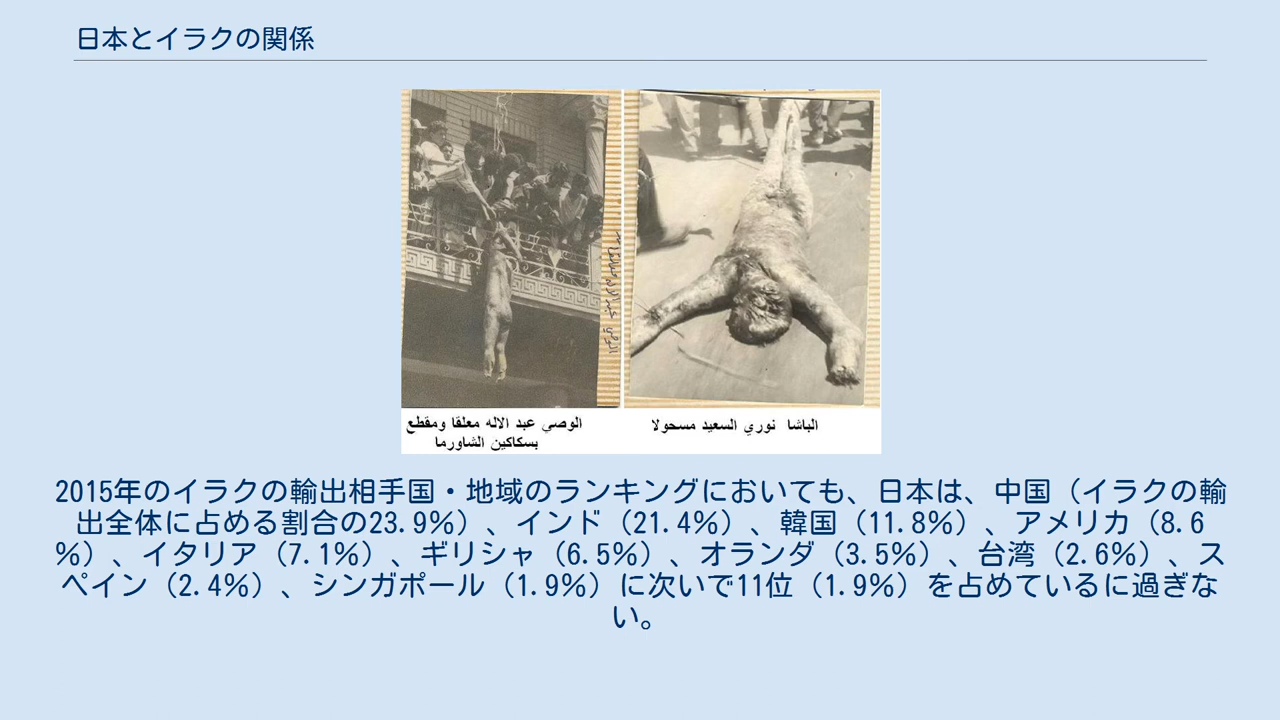 日本とイラクの関係
الوصي عبد الاله معلقا ومقطع
بسكاكين الشاورما
الباشا نوري السعيد مسحولا
2015年のイラクの輸出相手国・地域のランキングにおいても、日本は、中国（イラクの輸
出全体に占める割合の23.9%）、インド（21.4%）、韓国（11.8%）、アメリカ（8.6
%）、イタリア（7.1%）、ギリシャ（6.5%）、オランダ（3.5%）、台湾（2.6%）、ス
ペイン（2.4%）、シンガポール（1.9%）に次いで11位（1.9%）を占めているに過ぎな
い。